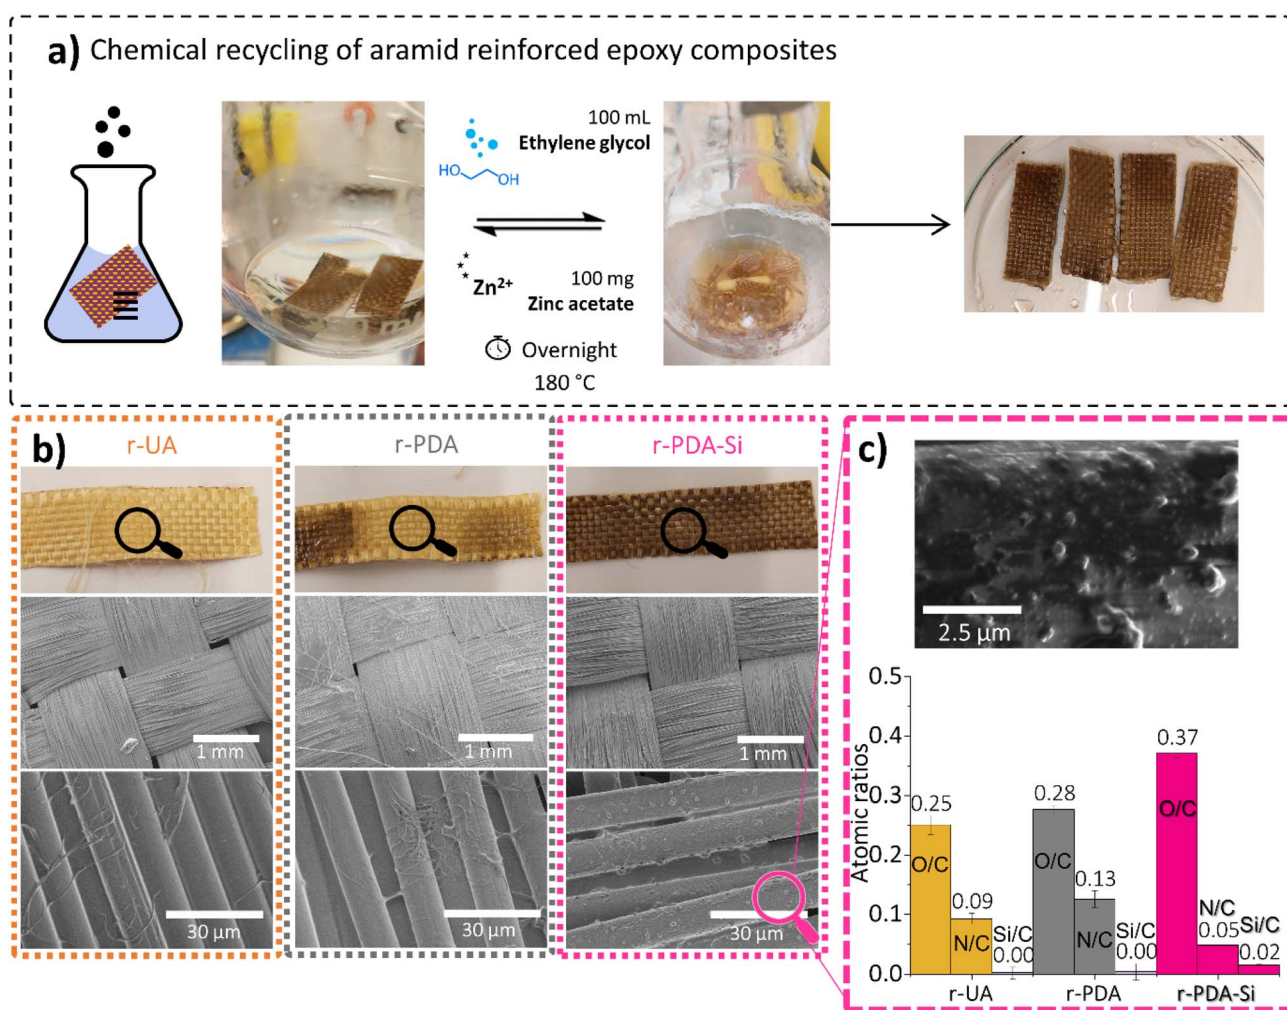 a) Chemical recycling of aramid reinforced epoxy composites
100 mL
Ethylene glycol
HO
OH
Zn²⁺
100 mg
Zinc acetate
Overnight
180 °C
b)
r-UA
r-PDA
r-PDA-Si
1 mm
1 mm
1 mm
30 µm
30 µm
30 µm
c)
2.5 µm
Atomic ratios
0.5
0.4
0.3
0.2
0.1
0.0
0.25
O/C
0.09
N/C
Si/C
0.00
0.28
O/C
0.13
N/C
Si/C
0.00
0.37
O/C
N/C
0.05
Si/C
0.02
r-UA
r-PDA
r-PDA-Si